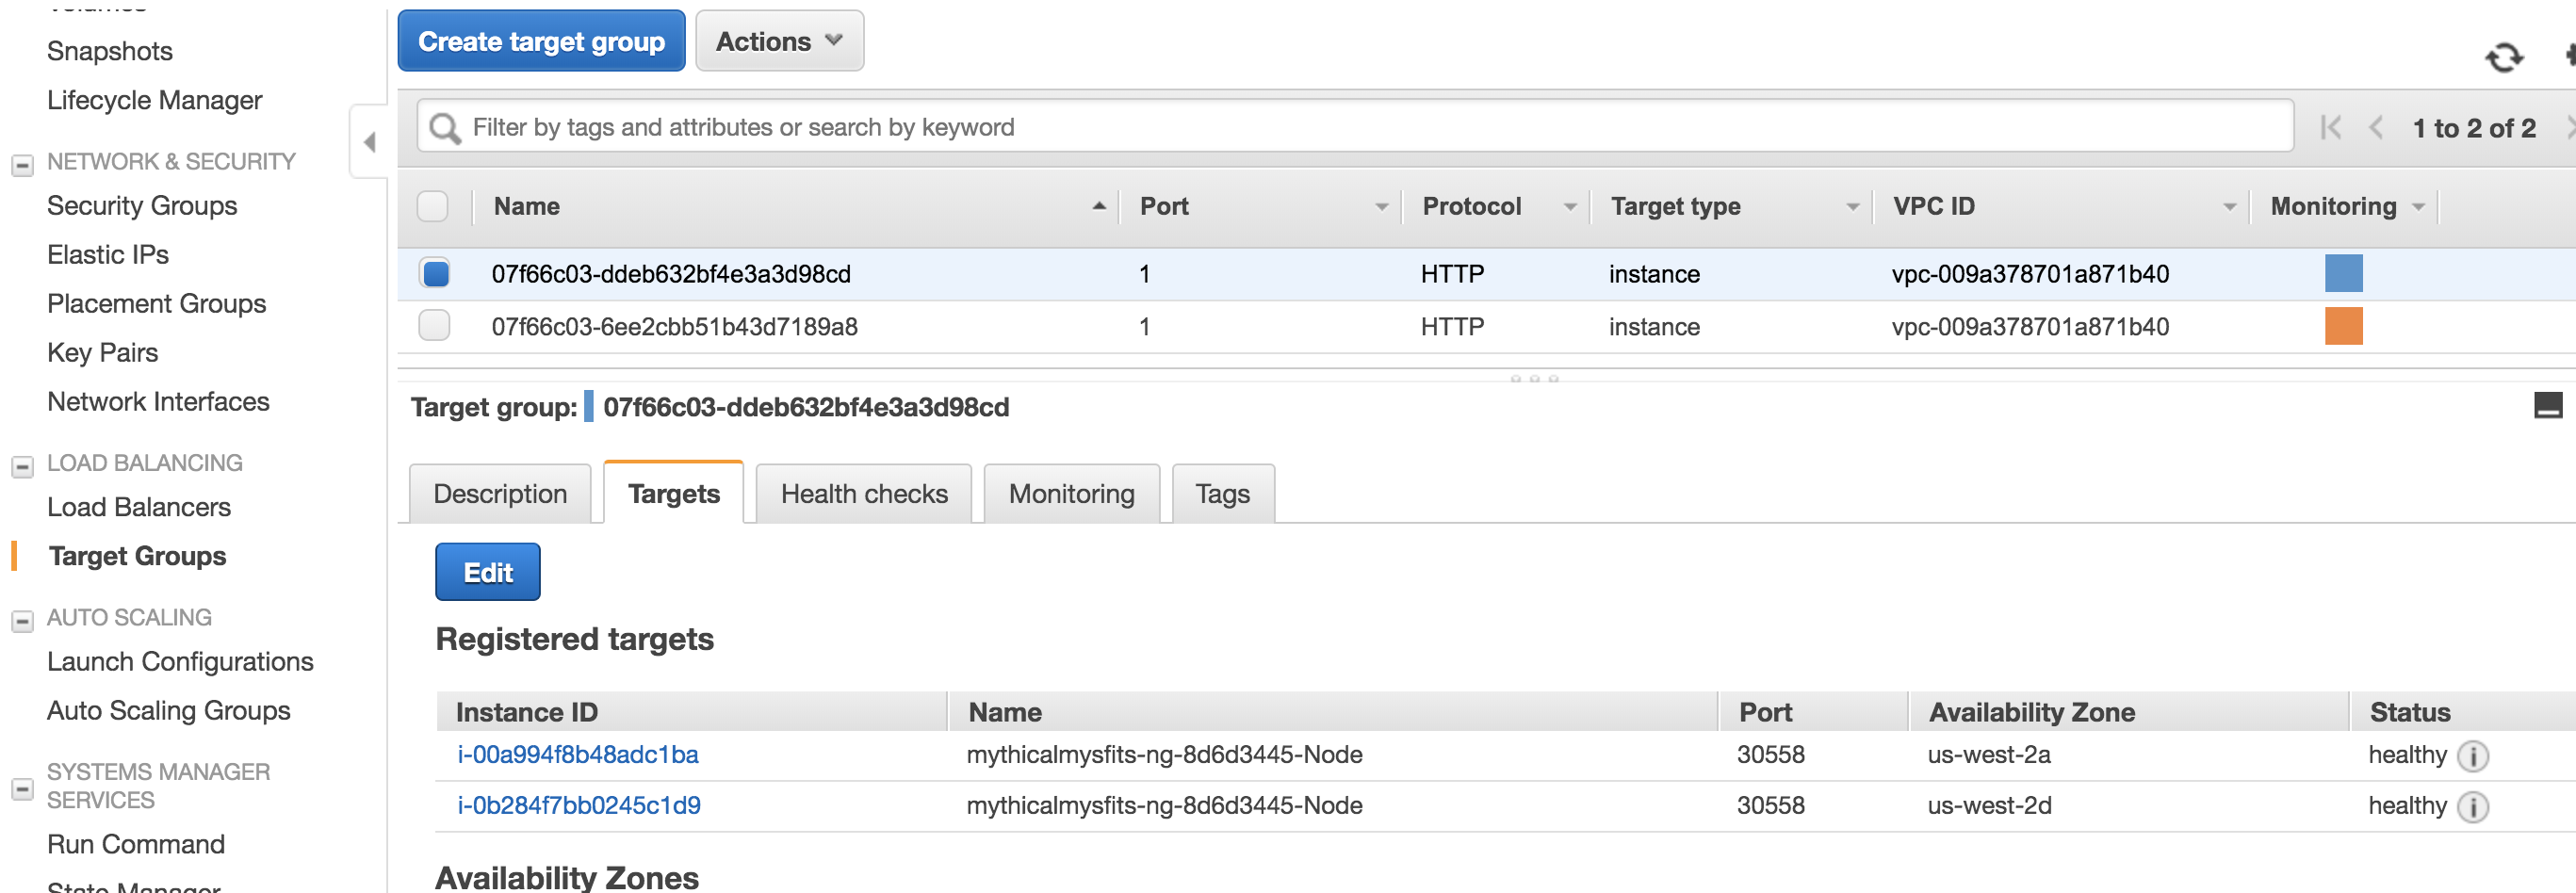 Volumes
Snapshots
Lifecycle Manager
NETWORK & SECURITY
Security Groups
Elastic IPs
Placement Groups
Key Pairs
Network Interfaces
LOAD BALANCING
Load Balancers
Target Groups
AUTO SCALING
Launch Configurations
Auto Scaling Groups
SYSTEMS MANAGER
SERVICES
Run Command
State Manager
Create target group Actions
Filter by tags and attributes or search by keyword 1 to 2 of 2
Name Port Protocol Target type VPC ID Monitoring
07f66c03-ddeb632bf4e3a3d98cd 1 HTTP instance vpc-009a378701a871b40
07f66c03-6ee2cbb51b43d7189a8 1 HTTP instance vpc-009a378701a871b40
Target group: 07f66c03-ddeb632bf4e3a3d98cd
Description Targets Health checks Monitoring Tags
Edit
Registered targets
Instance ID Name Port Availability Zone Status
i-00a994f8b48adc1ba mythicalmysfits-ng-8d6d3445-Node 30558 us-west-2a healthy
i-0b284f7bb0245c1d9 mythicalmysfits-ng-8d6d3445-Node 30558 us-west-2d healthy
Availability Zones